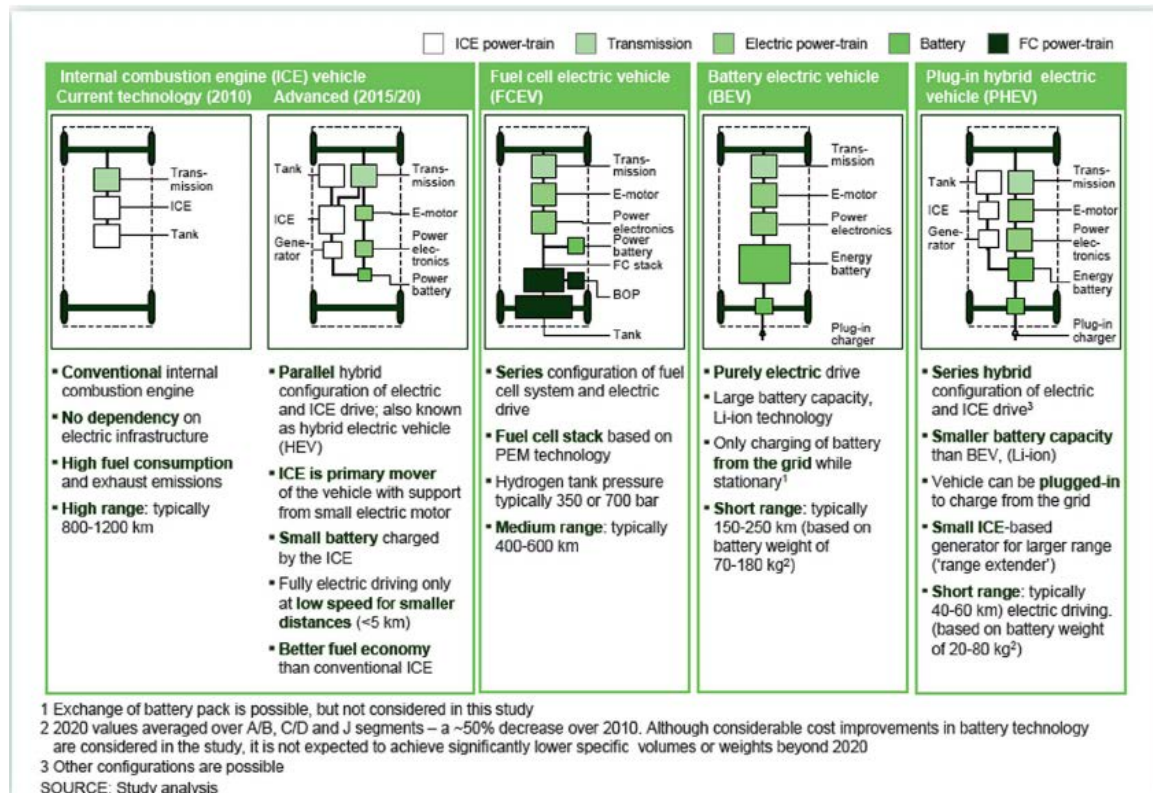 ICE power-train
Transmission
Electric power-train
Battery
FC power-train
Internal combustion engine (ICE) vehicle
Current technology (2010)
Advanced (2015/20)
Fuel cell electric vehicle
(FCEV)
Battery electric vehicle
(BEV)
Plug-in hybrid electric
vehicle (PHEV)
Trans-
mission
ICE
Tank
Tank
ICE
Gene-
rator
Trans-
mission
E-motor
Power
elec-
tronics
Power
battery
Trans-
mission
E-motor
Power
electronics
Power
battery
FC stack
BOP
Tank
Trans-
mission
E-motor
Power
electronics
Energy
battery
Plug-in
charger
Tank
ICE
Gene-
rator
Trans-
mission
E-motor
Power
elec-
tronics
Energy
battery
Plug-in
charger
▪ Conventional internal
combustion engine
▪ No dependency on
electric infrastructure
▪ High fuel consumption
and exhaust emissions
▪ High range: typically
800-1200 km
▪ Parallel hybrid
configuration of electric
and ICE drive; also known
as hybrid electric vehicle
(HEV)
▪ ICE is primary mover
of the vehicle with support
from small electric motor
▪ Small battery charged
by the ICE
▪ Fully electric driving only
at low speed for smaller
distances (<5 km)
▪ Better fuel economy
than conventional ICE
▪ Series configuration of fuel
cell system and electric
drive
▪ Fuel cell stack based on
PEM technology
▪ Hydrogen tank pressure
typically 350 or 700 bar
▪ Medium range: typically
400-600 km
▪ Purely electric drive
▪ Large battery capacity,
Li-ion technology
▪ Only charging of battery
from the grid while
stationary¹
▪ Short range: typically
150-250 km (based on
battery weight of
70-180 kg²)
▪ Series hybrid
configuration of electric
and ICE drive³
▪ Smaller battery capacity
than BEV, (Li-ion)
▪ Vehicle can be plugged-in
to charge from the grid
▪ Small ICE-based
generator for larger range
('range extender')
▪ Short range: typically
40-60 km) electric driving.
(based on battery weight
of 20-80 kg²)
1 Exchange of battery pack is possible, but not considered in this study
2 2020 values averaged over A/B, C/D and J segments – a ~50% decrease over 2010. Although considerable cost improvements in battery technology
are considered in the study, it is not expected to achieve significantly lower specific volumes or weights beyond 2020
3 Other configurations are possible
SOURCE: Study analysis